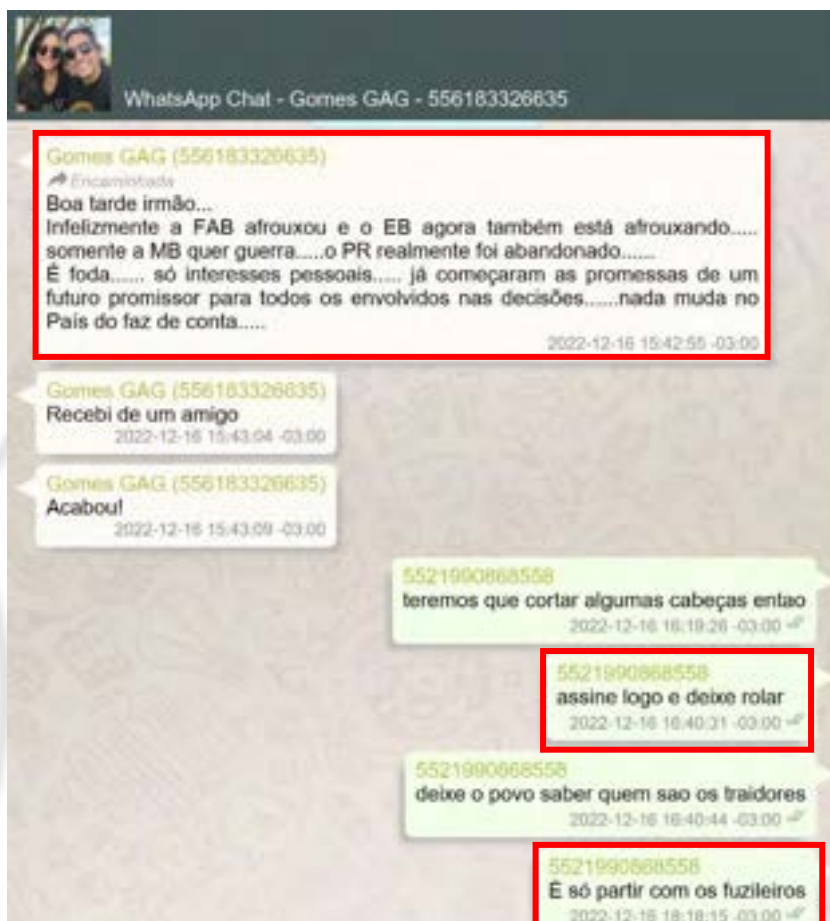 WhatsApp Chat - Gomes GAG - 556183326635
Gomes GAG (556183326635)
Encaminhada
Boa tarde irmão...
Infelizmente a FAB afrouxou e o EB agora também está afrouxando.....
somente a MB quer guerra.....o PR realmente foi abandonado.......
É foda...... só interesses pessoais..... já começaram as promessas de um
futuro promissor para todos os envolvidos nas decisões......nada muda no
País do faz de conta.....
2022-12-16 15:42:55 -03:00
Gomes GAG (556183326635)
Recebi de um amigo
2022-12-16 15:43:04 -03:00
Gomes GAG (556183326635)
Acabou!
2022-12-16 15:43:09 -03:00
5521990868558
teremos que cortar algumas cabeças entao
2022-12-16 16:19:26 -03:00
5521990868558
assine logo e deixe rolar
2022-12-16 16:40:31 -03:00
5521990868558
deixe o povo saber quem sao os traidores
2022-12-16 16:40:44 -03:00
5521990868558
É só partir com os fuzileiros
2022-12-16 18:18:15 -03:00